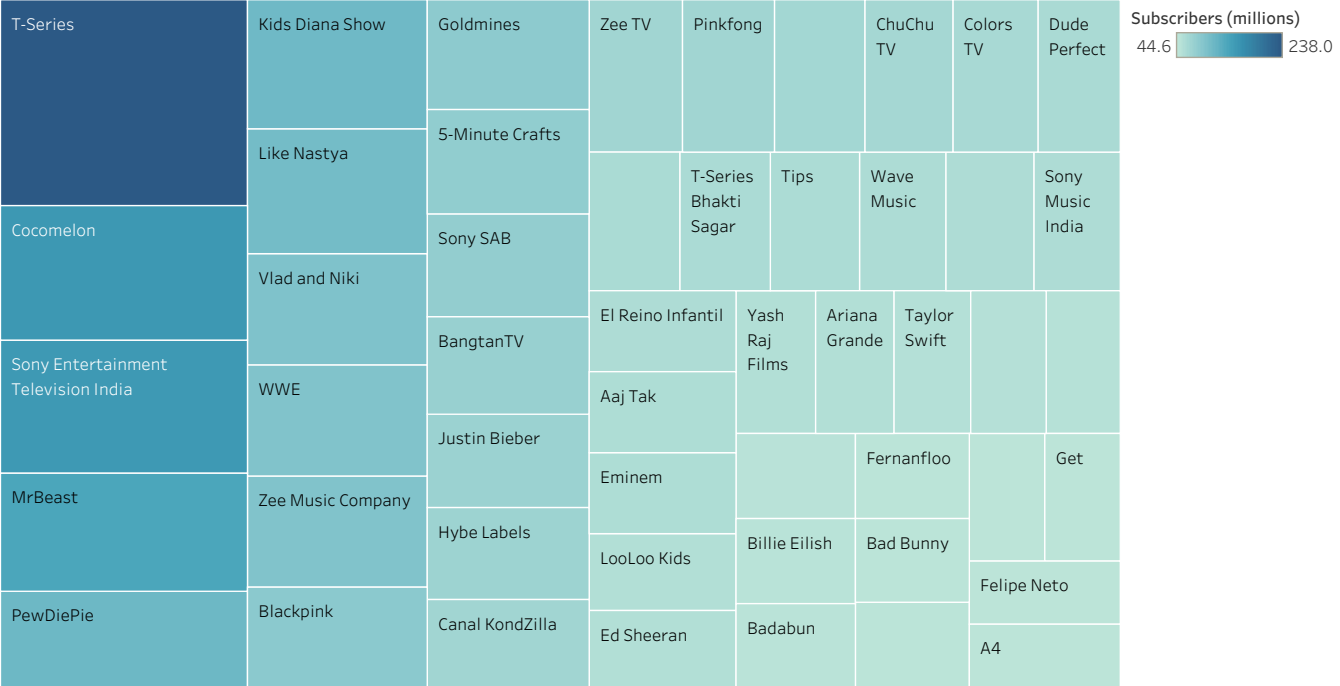 T-Series
Cocomelon
Sony Entertainment
Television India
MrBeast
PewDiePie
Kids Diana Show
Like Nastya
Vlad and Niki
WWE
Zee Music Company
Blackpink
Goldmines
5-Minute Crafts
Sony SAB
BangtanTV
Justin Bieber
Hybe Labels
Canal KondZilla
Zee TV
Pinkfong
ChuChu
TV
Colors
TV
Dude
Perfect
T-Series
Bhakti
Sagar
Tips
Wave
Music
Sony
Music
India
El Reino Infantil
Aaj Tak
Eminem
LooLoo Kids
Ed Sheeran
Yash
Raj
Films
Ariana
Grande
Taylor
Swift
Fernanfloo
Get
Billie Eilish
Bad Bunny
Badabun
Felipe Neto
A4
Subscribers (millions)
44.6 238.0